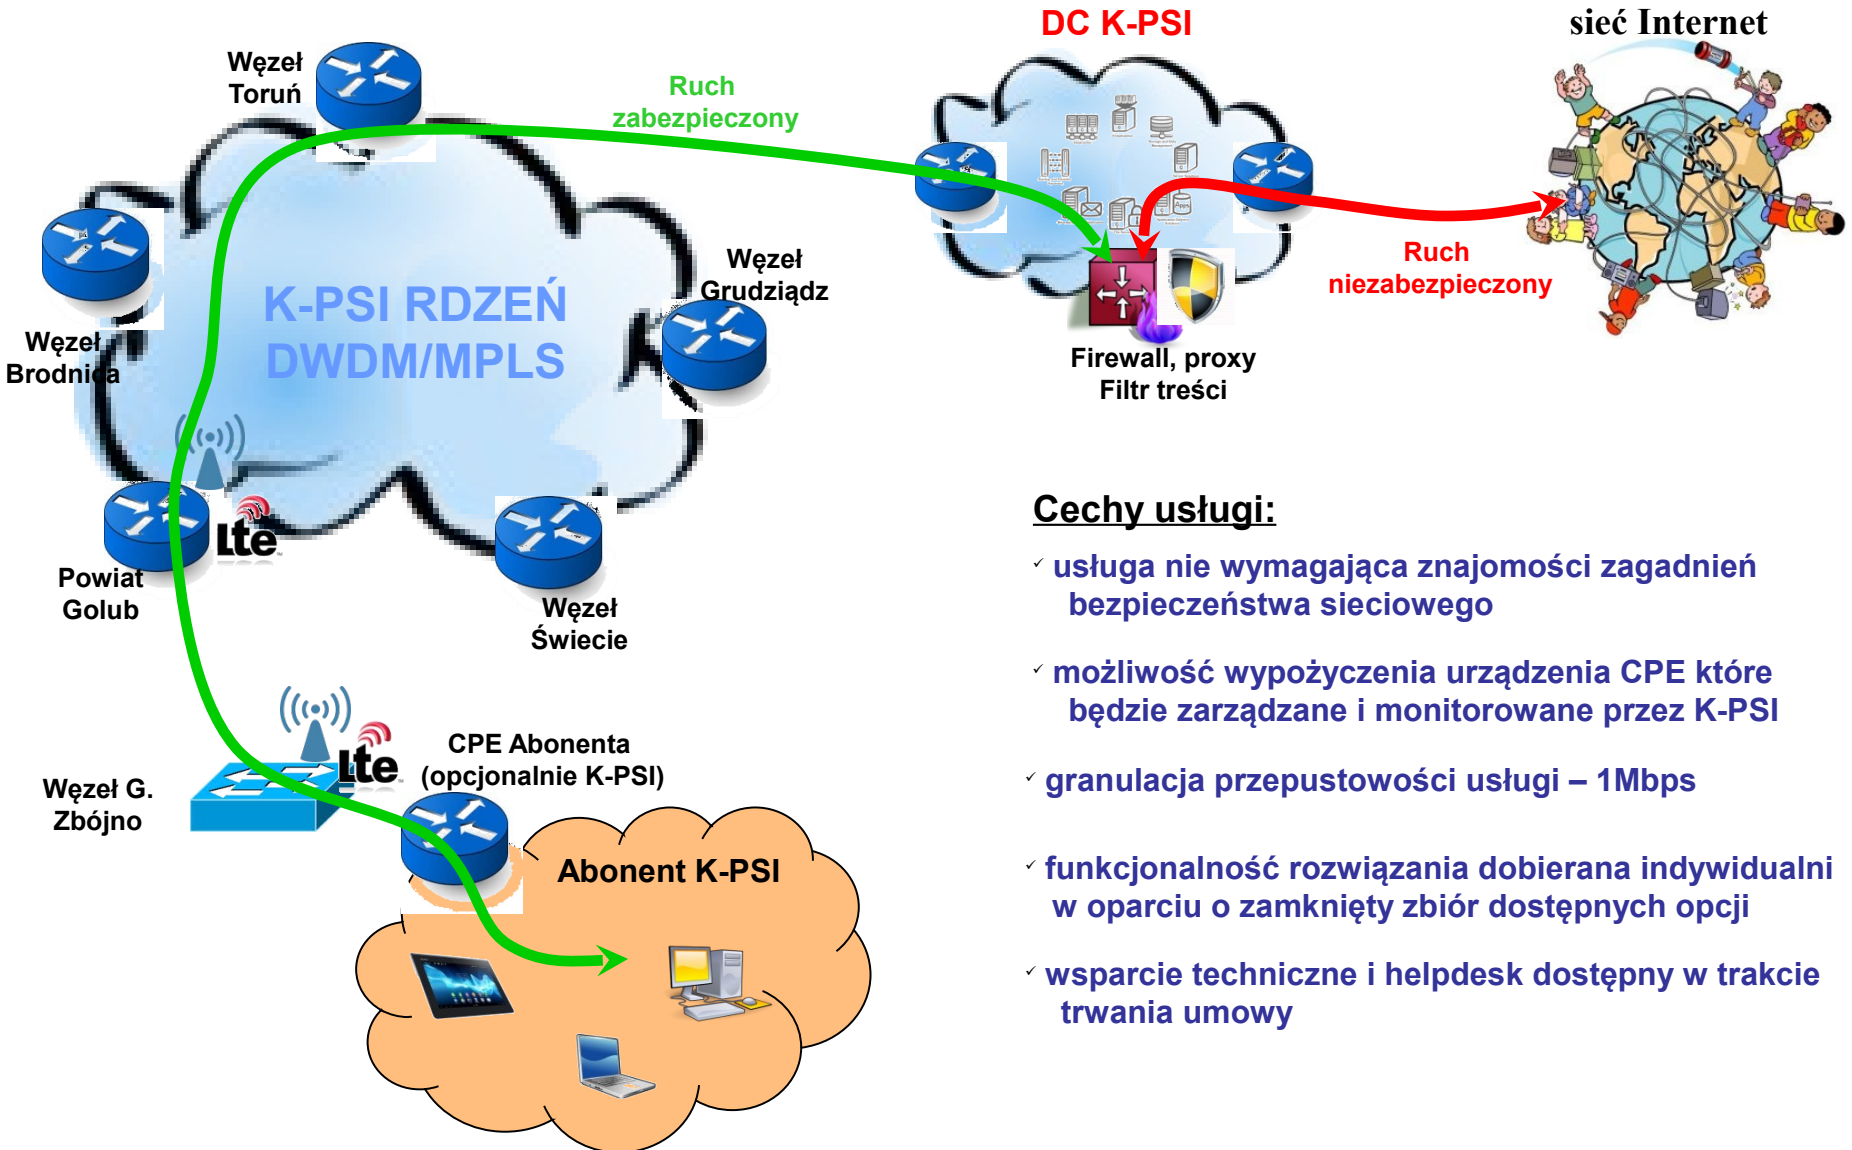 DC K-PSI
sieć Internet
Węzeł
Toruń
Ruch
zabezpieczony
Węzeł
Grudziądz
Ruch
niezabezpieczony
K-PSI RDZEŃ
DWDM/MPLS
Węzeł
Brodnica
Firewall, proxy
Filtr treści
Apps
Lte
Powiat
Golub
Węzeł
Świecie
Cechy usługi:
✓ usługa nie wymagająca znajomości zagadnień
bezpieczeństwa sieciowego
✓ możliwość wypożyczenia urządzenia CPE które
będzie zarządzane i monitorowane przez K-PSI
✓ granulacja przepustowości usługi – 1Mbps
✓ funkcjonalność rozwiązania dobierana indywidualni
w oparciu o zamknięty zbiór dostępnych opcji
✓ wsparcie techniczne i helpdesk dostępny w trakcie
trwania umowy
Lte
CPE Abonenta
(opcjonalnie K-PSI)
Węzeł G.
Zbójno
Abonent K-PSI